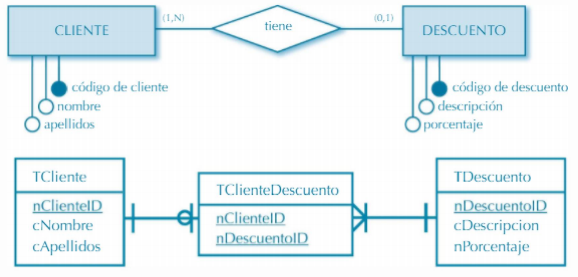 CLIENTE
(1,N)
tiene
(0,1)
DESCUENTO
código de cliente
nombre
apellidos
código de descuento
descripción
porcentaje
TCliente
nClienteID
cNombre
cApellidos
TClienteDescuento
nClienteID
nDescuentoID
TDescuento
nDescuentoID
cDescripcion
nPorcentaje